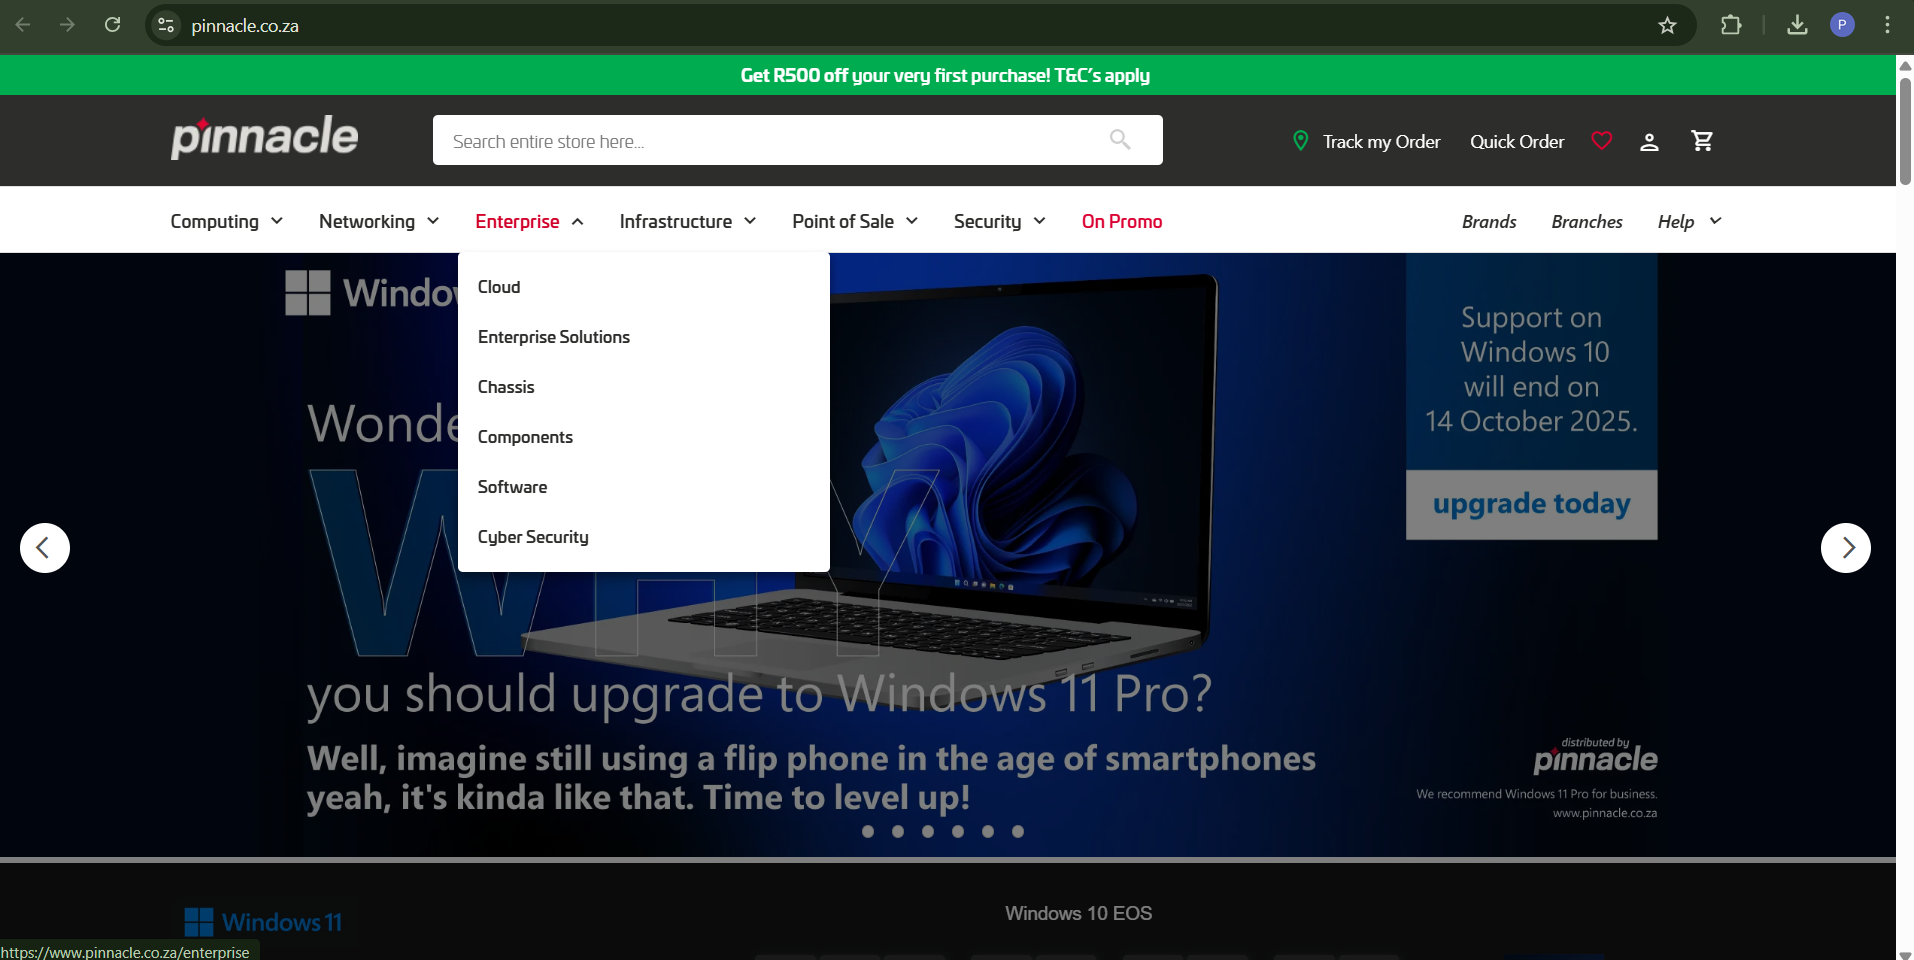 pinnacle.co.za
P
Get R500 off your very first purchase! T&C's apply
pinnacle
Search entire store here...
Track my Order
Quick Order
Computing
Networking
Enterprise
Infrastructure
Point of Sale
Security
On Promo
Brands
Branches
Help
Cloud
Enterprise Solutions
Chassis
Components
Software
Cyber Security
Support on
Windows 10
will end on
14 October 2025.
upgrade today
you should upgrade to Windows 11 Pro?
Well, imagine still using a flip phone in the age of smartphones
yeah, it's kinda like that. Time to level up!
distributed by
pinnacle
We recommend Windows 11 Pro for business.
www.pinnacle.co.za
Windows 11
Windows 10 EOS
https://www.pinnacle.co.za/enterprise